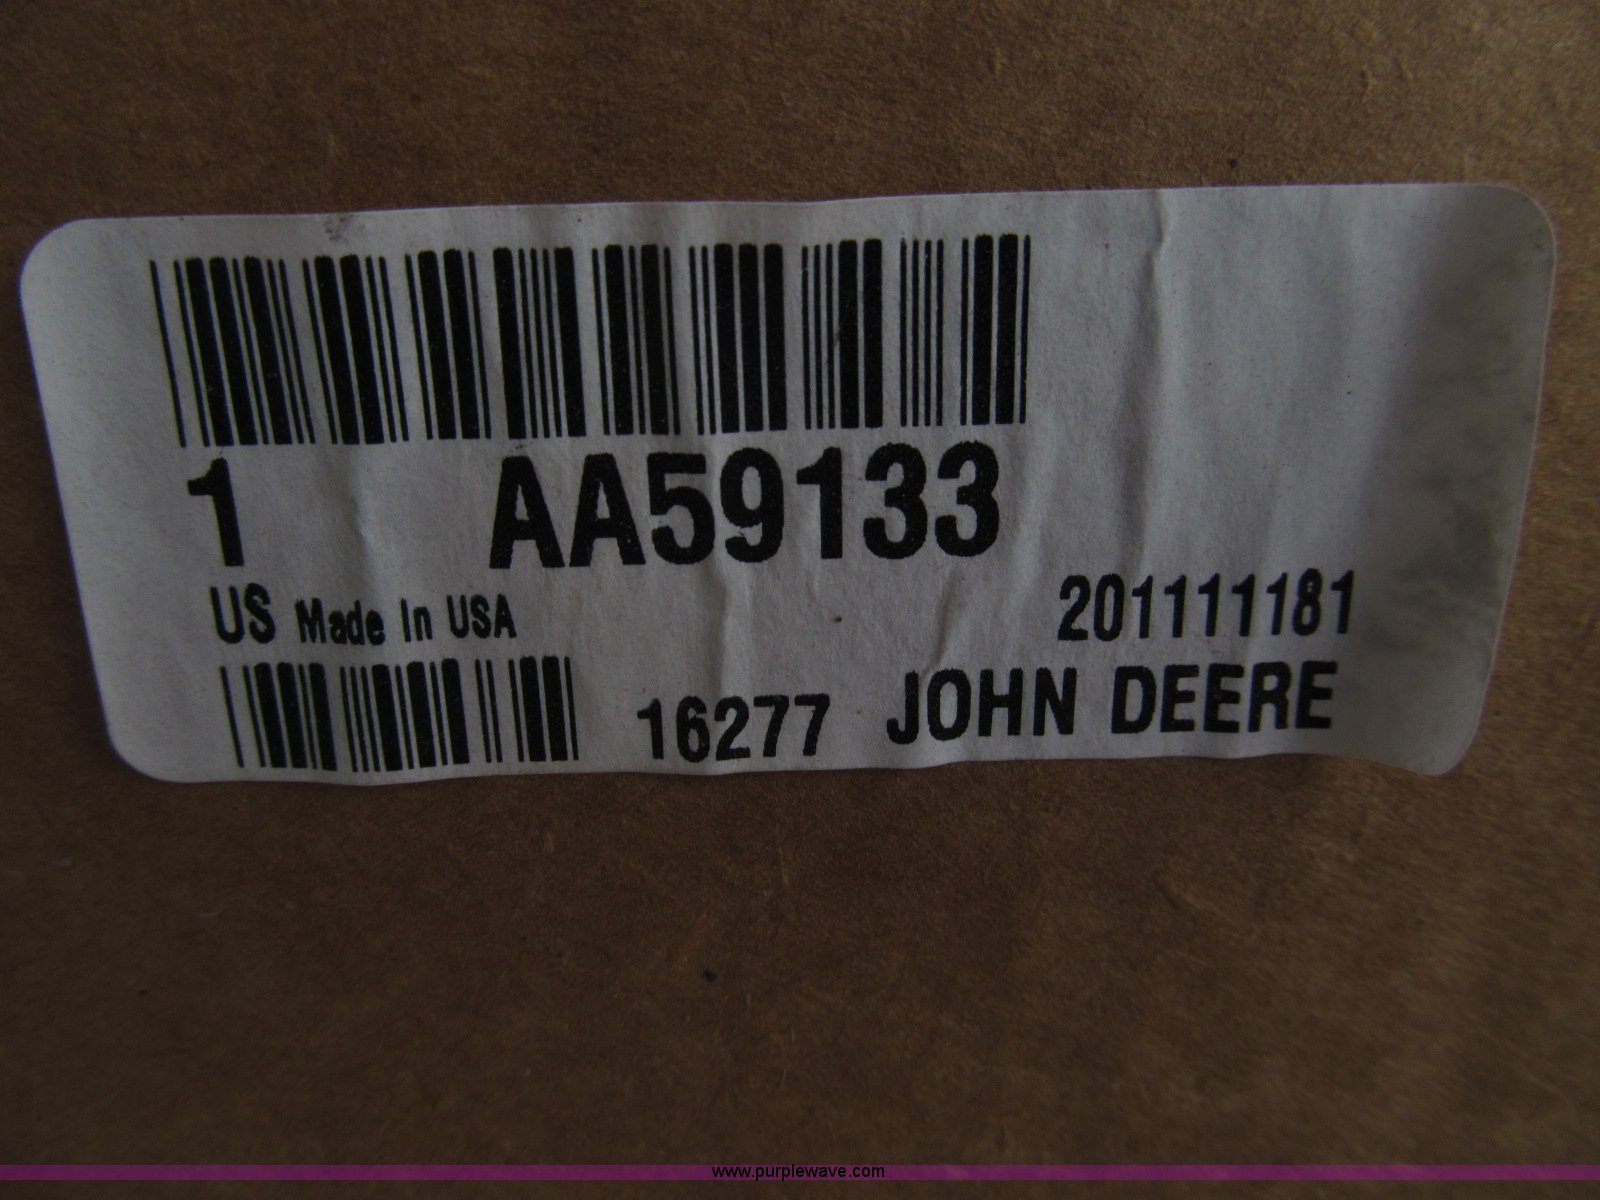 1 AA59133
US Made In USA 201111181
16277 JOHN DEERE
www.purplewave.com